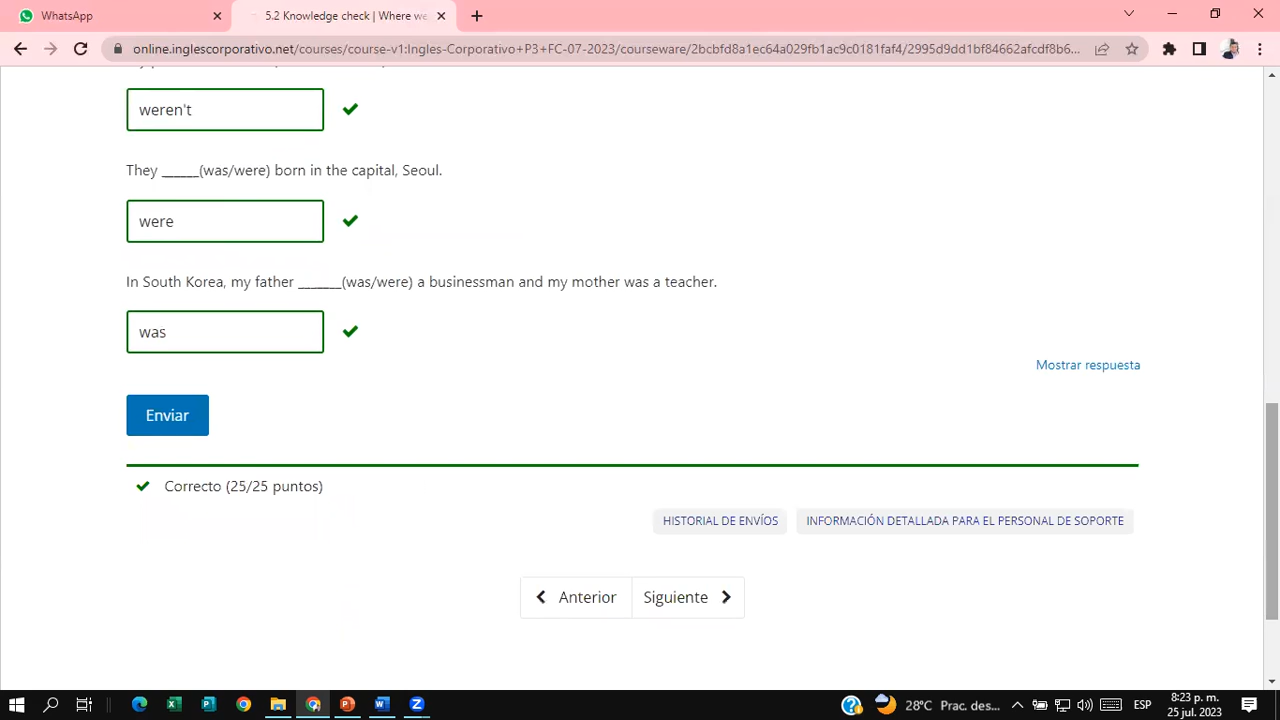 WhatsApp
5.2 Knowledge check | Where we
online.inglescorporativo.net/courses/course-v1:Ingles-Corporativo+P3+FC-07-2023/courseware/2bcbfd8a1ec64a029fb1ac9c0181faf4/2995d9dd1bf84662afcdf8b6...
weren't
They ______(was/were) born in the capital, Seoul.
were
In South Korea, my father _______(was/were) a businessman and my mother was a teacher.
was
Mostrar respuesta
Enviar
Correcto (25/25 puntos)
HISTORIAL DE ENVÍOS
INFORMACIÓN DETALLADA PARA EL PERSONAL DE SOPORTE
Anterior
Siguiente
28°C Prac. des...
ESP
8:23 p. m.
25 jul. 2023